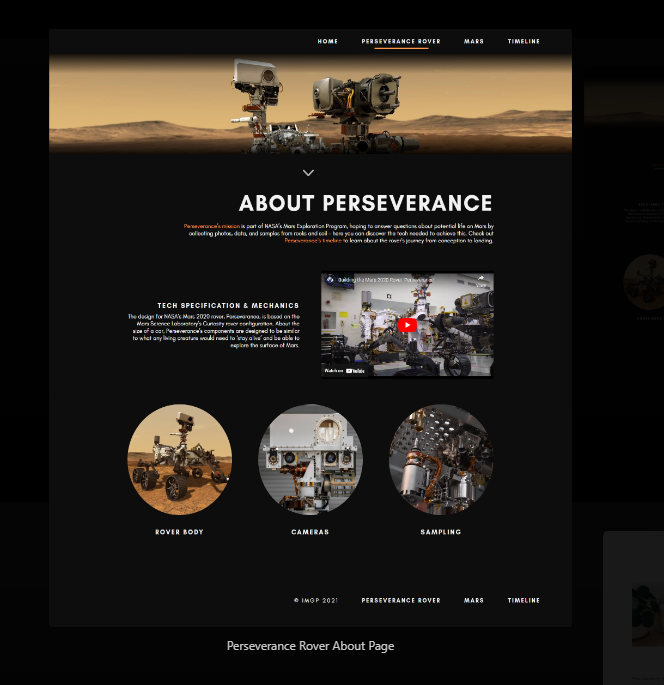 HOME PERSEVERANCE ROVER MARS TIMELINE
ABOUT PERSEVERANCE
Perseverance's mission is part of NASA's Mars Exploration Program, hoping to answer questions about potential life on Mars by
collecting photos, data, and samples from rocks and soil - here you can discover the tech needed to achieve this. Check out
Perseverance's timeline to learn about the rover's journey from conception to landing.
Building the Mars 2020 Rover, Perseverance
Share
TECH SPECIFICATION & MECHANICS
The design for NASA's Mars 2020 rover, Perseverance, is based on the
Mars Science Laboratory's Curiosity rover configuration. About the
size of a car, Perseverance's components are designed to be similar
to what any living creature would need to 'stay alive' and be able to
explore the surface of Mars.
Watch on YouTube
ROVER BODY CAMERAS SAMPLING
© IMGP 2021 PERSEVERANCE ROVER MARS TIMELINE
Perseverance Rover About Page